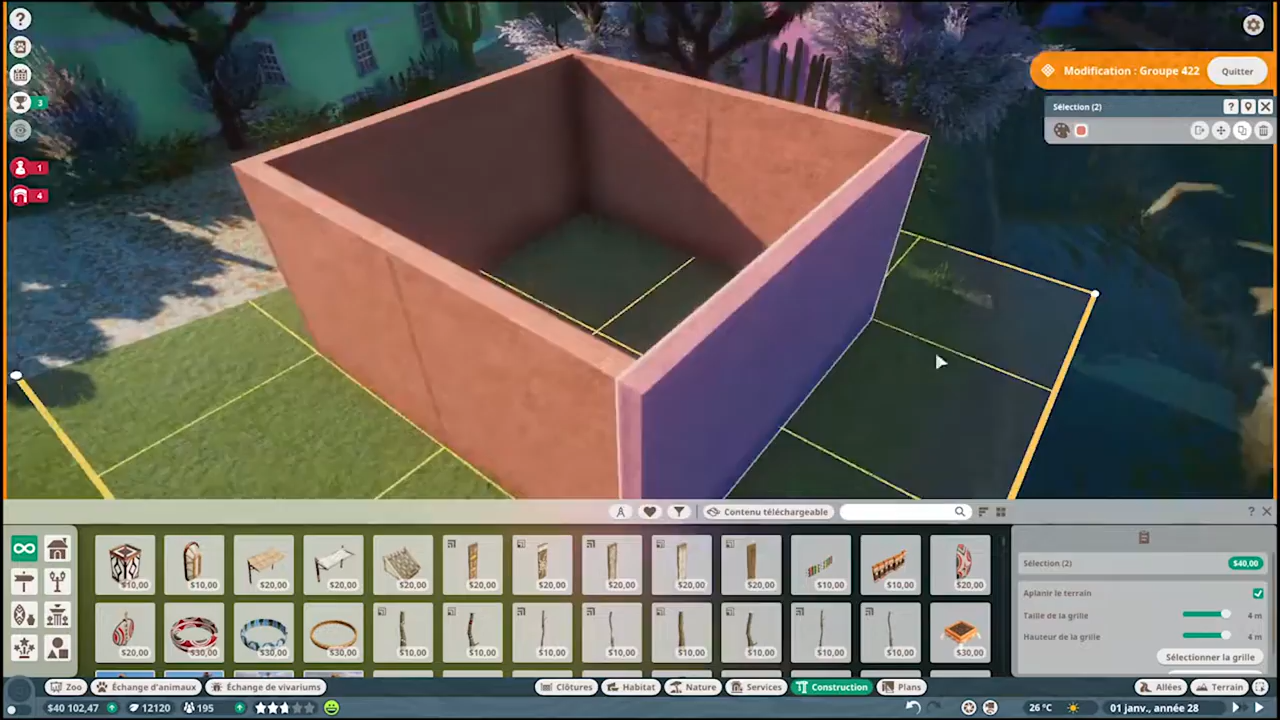 ?
Modification : Groupe 422
Quitter
3
Sélection (2)
?
1
4
Contenu téléchargeable
?
$10,00
$10,00
$20,00
$20,00
$20,00
$20,00
$20,00
$20,00
$20,00
$20,00
$10,00
$10,00
$20,00
Sélection (2)
$40,00
Aplanir le terrain
Taille de la grille
4 m
Hauteur de la grille
4 m
Sélectionner la grille
$20,00
$30,00
$30,00
$30,00
$10,00
$10,00
$10,00
$10,00
$10,00
$10,00
$10,00
$10,00
$30,00
Zoo
Échange d'animaux
Échange de vivariums
Clôtures
Habitat
Nature
Services
Construction
Plans
Allées
Terrain
$40 102,47
12120
195
26 °C
01 janv., année 28